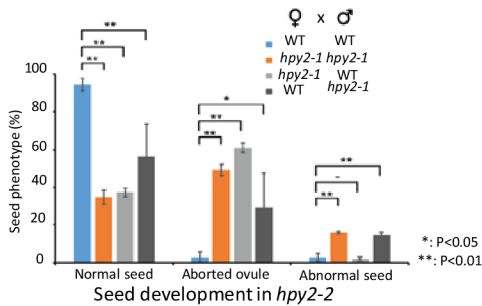 ♀ x ♂
WT WT
hpy2-1 hpy2-1
hpy2-1 WT
WT hpy2-1
** ** **
** ** *
** - **
Seed phenotype (%)
100
80
60
40
20
0
Normal seed Aborted ovule Abnormal seed
*: P<0.05
**: P<0.01
Seed development in hpy2-2